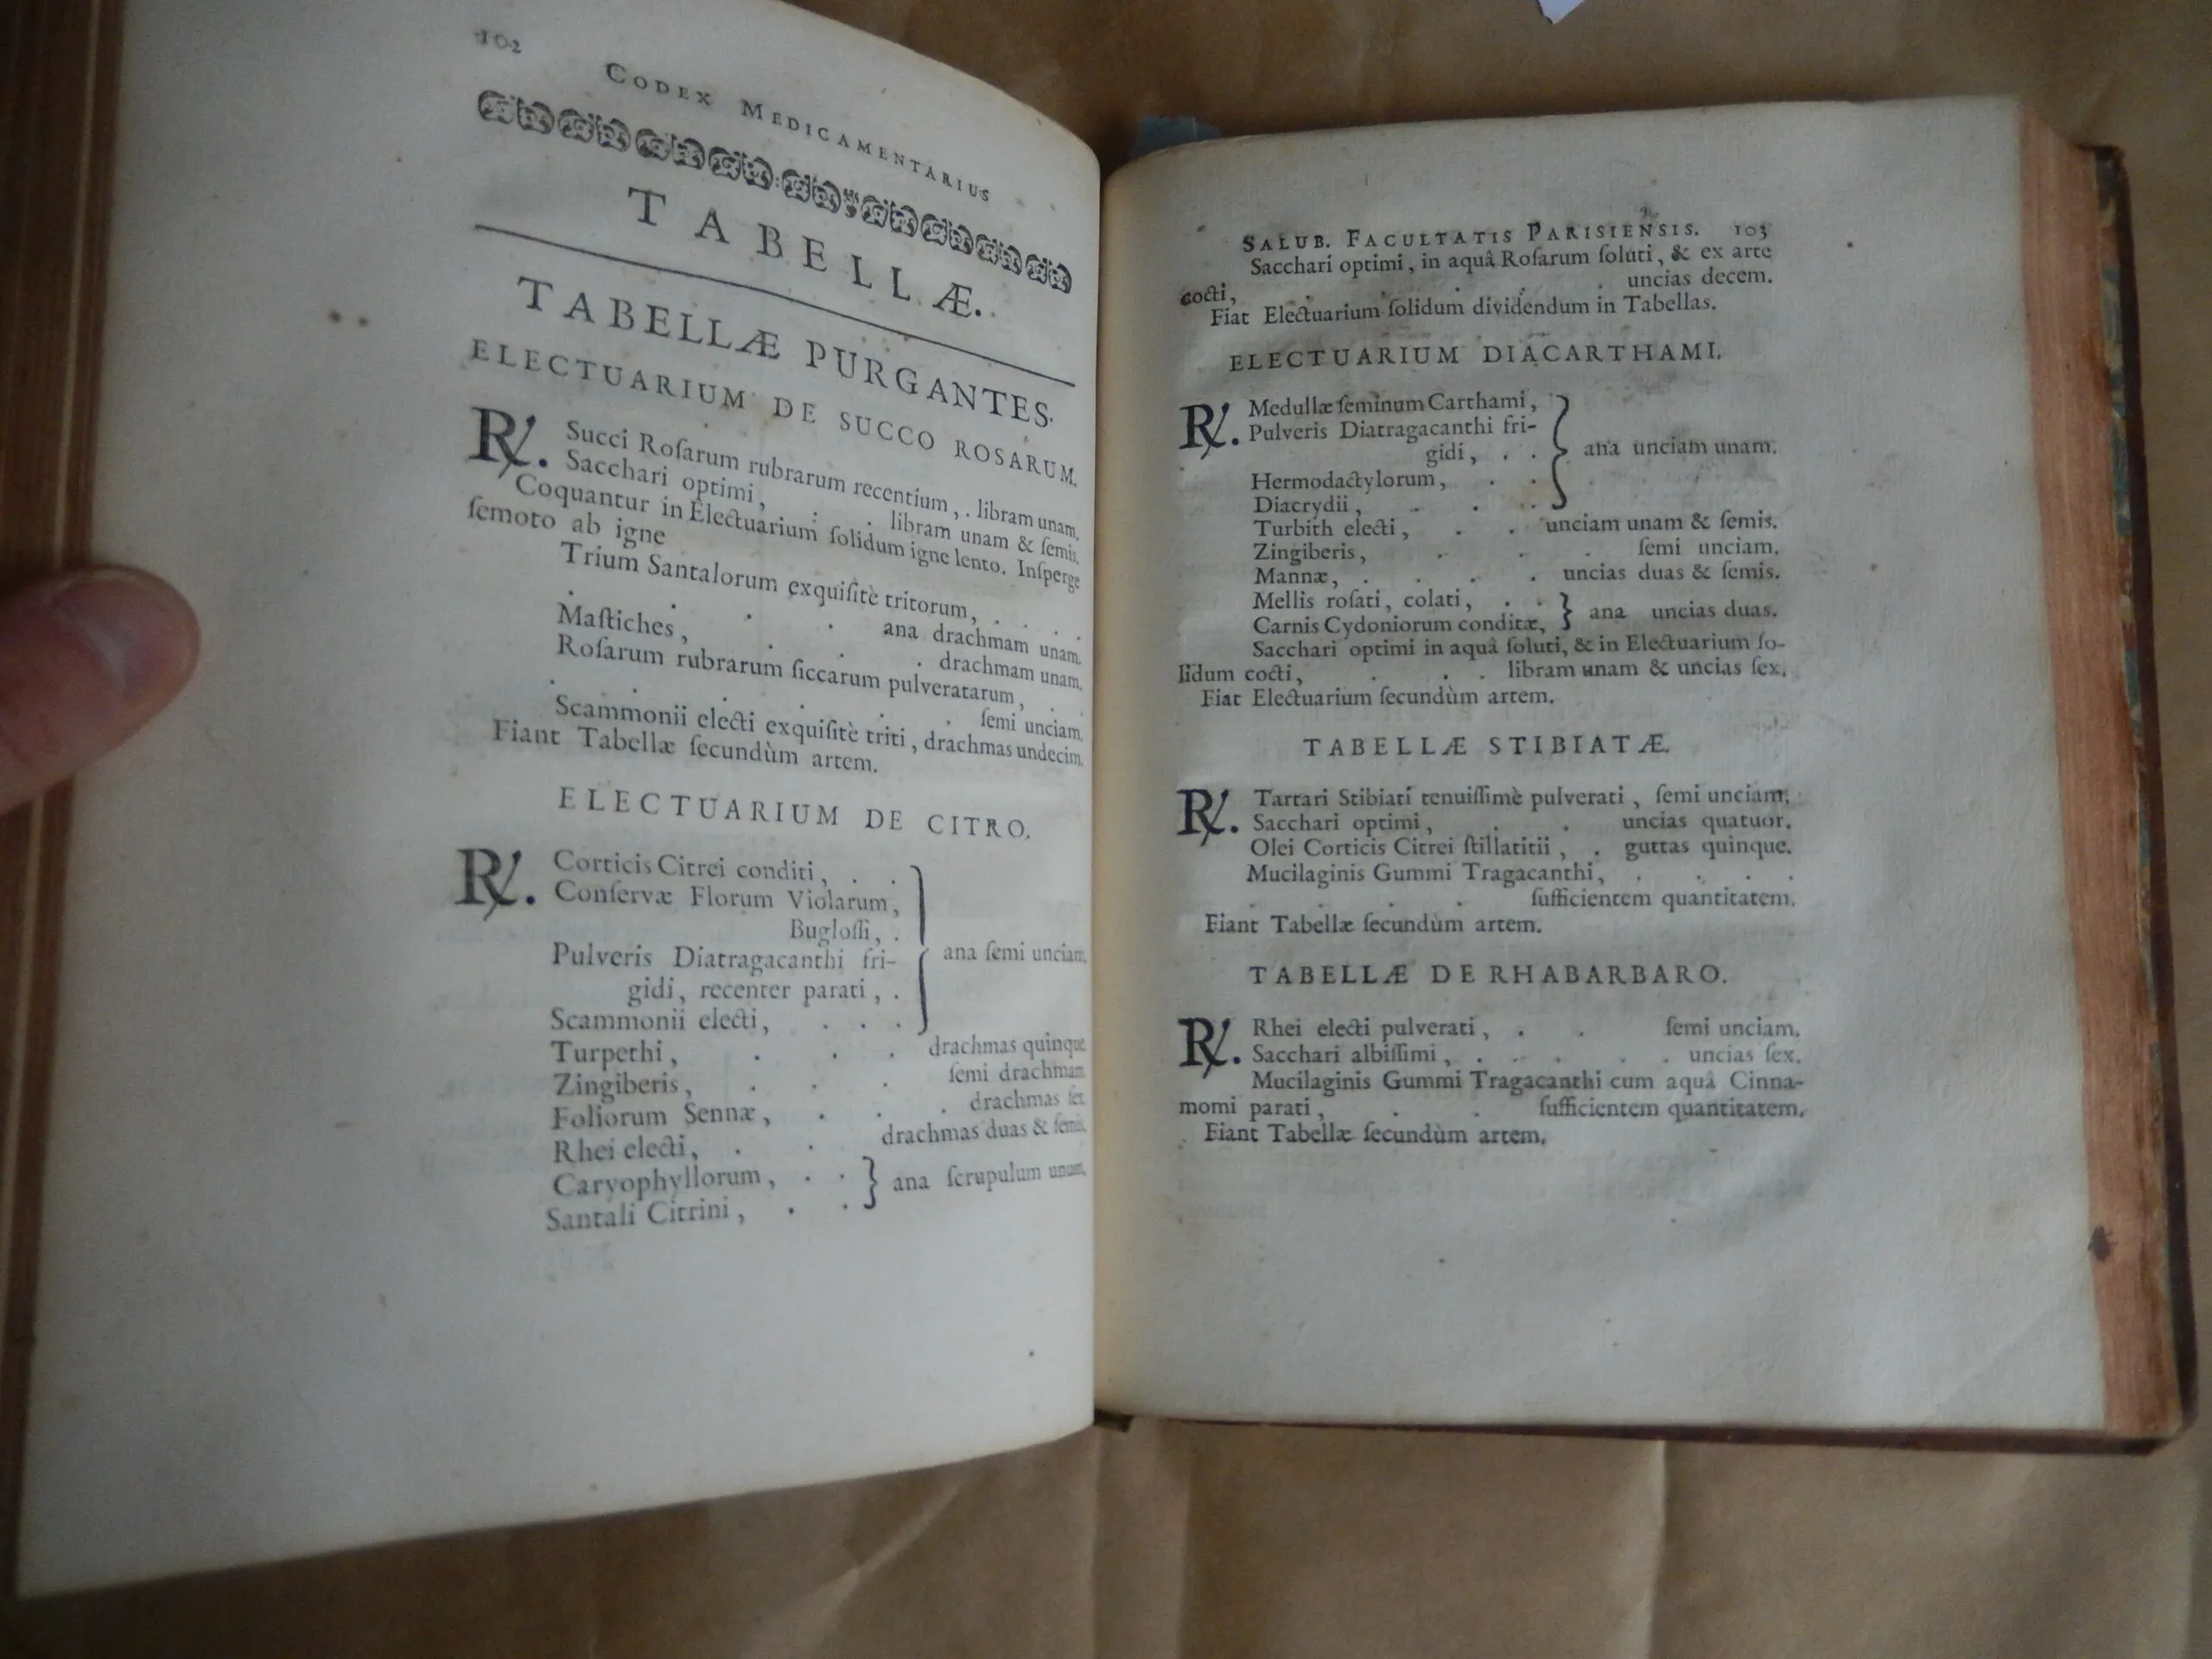 102
CODEX MEDICAMENTARIUS
TABELLÆ.
TABELLÆ PURGANTES.
ELECTUARIUM DE SUCCO ROSARUM.
℞. Succi Roſarum rubrarum recentium, . libram unam.
Sacchari optimi, . . libram unam & ſemis.
Coquantur in Electuarium ſolidum igne lento. Inſperge
ſemoto ab igne
Trium Santalorum exquiſitè tritorum, . . .
. . . . ana drachmam unam.
Maſtiches, . . . drachmam unam.
Roſarum rubrarum ſiccarum pulveratarum, . .
. . . . . ſemi unciam.
Scammonii electi exquiſitè triti, drachmas undecim.
Fiant Tabellæ ſecundùm artem.
ELECTUARIUM DE CITRO.
℞. Corticis Citrei conditi, . .
Conſervæ Florum Violarum,
Bugloſſi, .
Pulveris Diatragacanthi fri-
gidi, recenter parati, . ana ſemi unciam.
Scammonii electi, . . .
Turpethi, . . . drachmas quinque
Zingiberis, . . . ſemi drachmam
Foliorum Sennæ, . . . drachmas ſex
Rhei electi, . . drachmas duas & ſemis.
Caryophyllorum, . . } ana ſcrupulum unum.
Santali Citrini, . .
SALUB. FACULTATIS PARISIENSIS. 103
Sacchari optimi, in aquâ Roſarum ſoluti, & ex arte
cocti, . . . . uncias decem.
Fiat Electuarium ſolidum dividendum in Tabellas.
ELECTUARIUM DIACARTHAMI.
℞. Medullæ ſeminum Carthami,
Pulveris Diatragacanthi fri-
gidi, . . } ana unciam unam.
Hermodactylorum, . .
Diacrydii, . .
Turbith electi, . . unciam unam & ſemis.
Zingiberis, . . . ſemi unciam.
Mannæ, . . . . uncias duas & ſemis.
Mellis roſati, colati, . . } ana uncias duas.
Carnis Cydoniorum conditæ,
Sacchari optimi in aquâ ſoluti, & in Electuarium ſo-
lidum cocti, . . . libram unam & uncias ſex.
Fiat Electuarium ſecundùm artem.
TABELLÆ STIBIATÆ.
℞. Tartari Stibiati tenuiſſimè pulverati, ſemi unciam.
Sacchari optimi, . . uncias quatuor.
Olei Corticis Citrei ſtillatitii, . guttas quinque.
Mucilaginis Gummi Tragacanthi, . . . .
. . . . ſufficientem quantitatem.
Fiant Tabellæ ſecundùm artem.
TABELLÆ DE RHABARBARO.
℞. Rhei electi pulverati, . . ſemi unciam.
Sacchari albiſſimi, . . . . . uncias ſex.
Mucilaginis Gummi Tragacanthi cum aquâ Cinna-
momi parati, . . ſufficientem quantitatem.
Fiant Tabellæ ſecundùm artem.